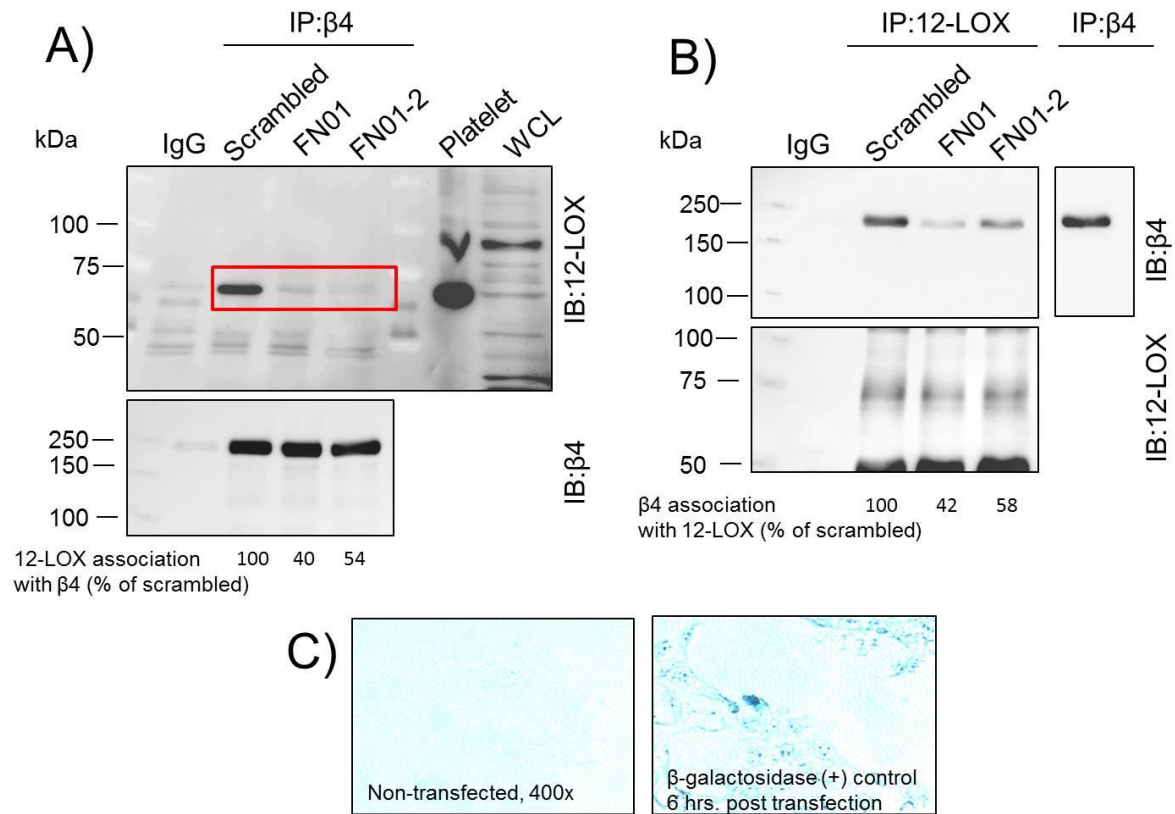 A)
IP:β4
kDa
IgG
Scrambled
FN01
FN01-2
Platelet
WCL
100
75
50
IB:12-LOX
250
150
100
IB:β4
12-LOX association 100 40 54
with β4 (% of scrambled)
B)
IP:12-LOX
IP:β4
kDa
IgG
Scrambled
FN01
FN01-2
250
150
100
IB:β4
100
75
50
IB:12-LOX
β4 association 100 42 58
with 12-LOX (% of scrambled)
C)
Non-transfected, 400x
β-galactosidase (+) control
6 hrs. post transfection